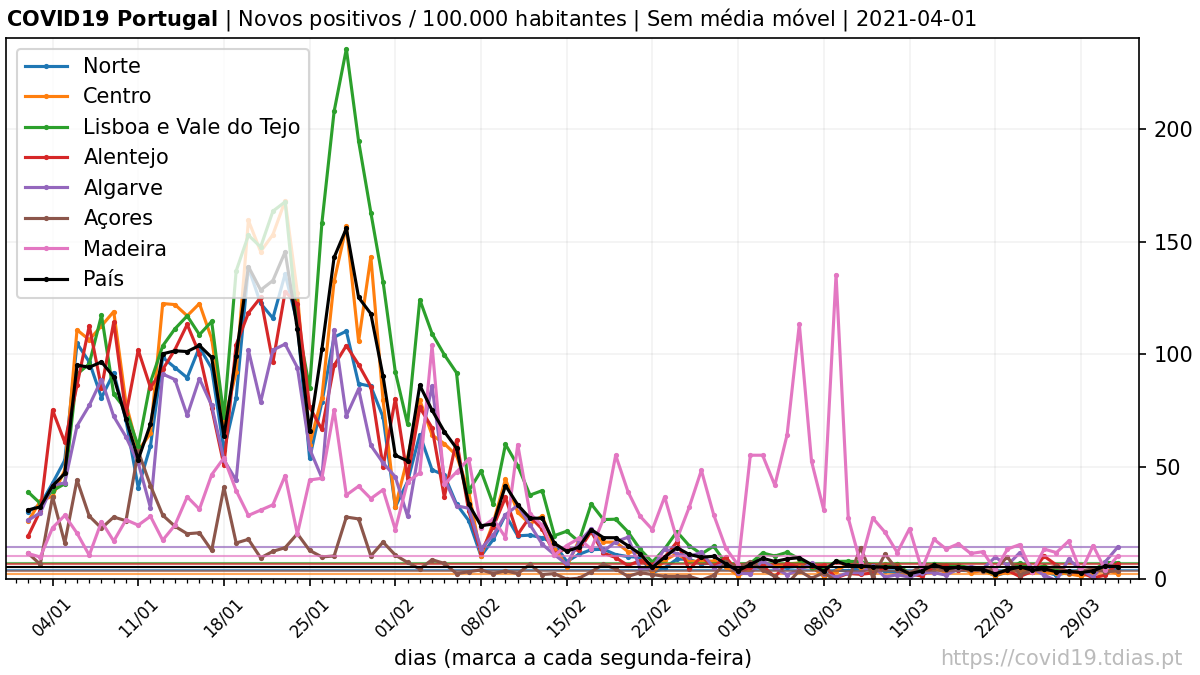 COVID19 Portugal | Novos positivos / 100.000 habitantes | Sem média móvel | 2021-04-01
Norte
Centro
Lisboa e Vale do Tejo
Alentejo
Algarve
Açores
Madeira
País
200
150
100
50
0
04/01
11/01
18/01
25/01
01/02
08/02
15/02
22/02
01/03
08/03
15/03
22/03
29/03
dias (marca a cada segunda-feira)
https://covid19.tdias.pt